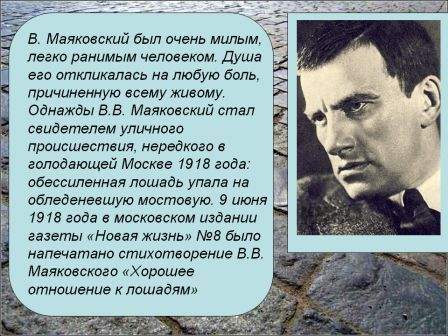 В. Маяковский был очень милым,
легко ранимым человеком. Душа
его откликалась на любую боль,
причиненную всему живому.
Однажды В.В. Маяковский стал
свидетелем уличного
происшествия, нередкого в
голодающей Москве 1918 года:
обессиленная лошадь упала на
обледеневшую мостовую. 9 июня
1918 года в московском издании
газеты «Новая жизнь» №8 было
напечатано стихотворение В.В.
Маяковского «Хорошее
отношение к лошадям»